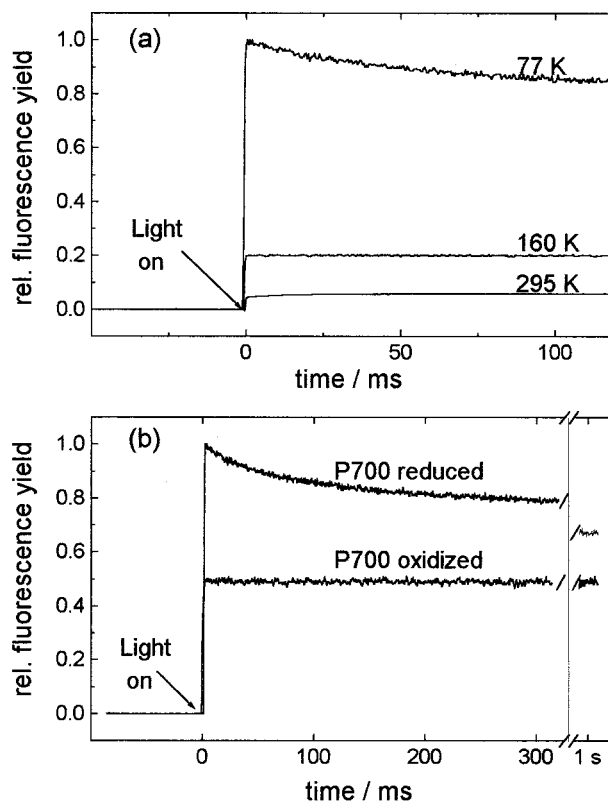 (a)
1.0
0.8
0.6
0.4
0.2
0.0
rel. fluorescence yield
77 K
Light
on
160 K
295 K
0
50
100
time / ms
(b)
1.0
0.8
0.6
0.4
0.2
0.0
rel. fluorescence yield
P700 reduced
P700 oxidized
Light
on
0
100
200
300
1 s
time / ms